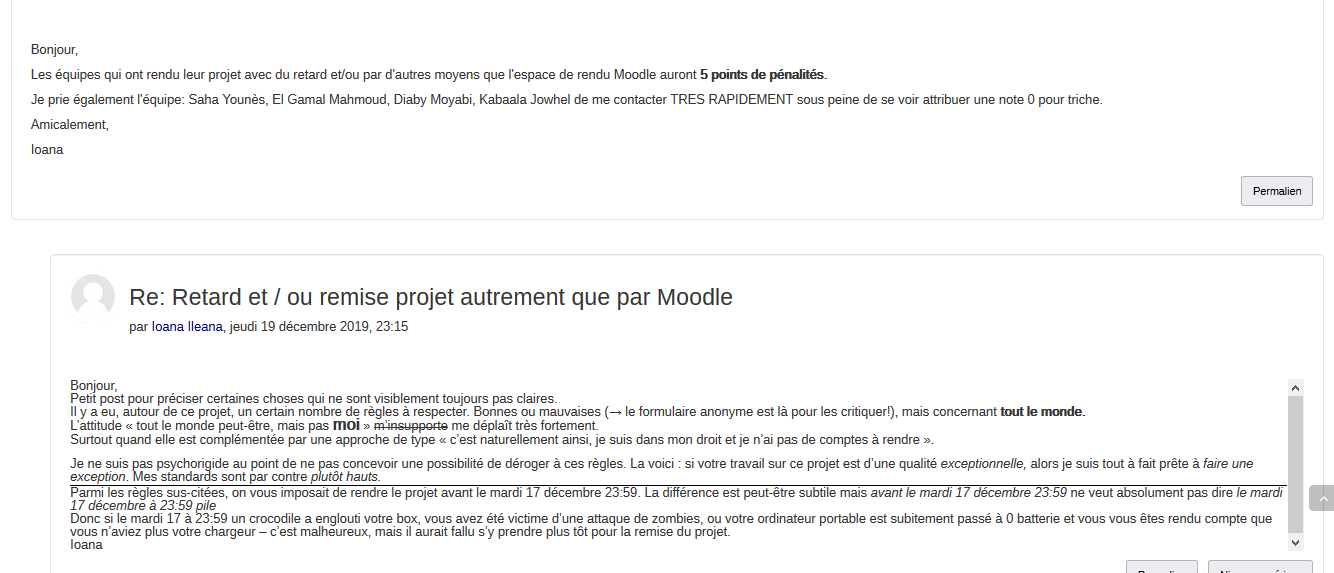 Bonjour,
Les équipes qui ont rendu leur projet avec du retard et/ou par d'autres moyens que l'espace de rendu Moodle auront 5 points de pénalités.
Je prie également l'équipe: Saha Younès, El Gamal Mahmoud, Diaby Moyabi, Kabaala Jowhel de me contacter TRES RAPIDEMENT sous peine de se voir attribuer une note 0 pour triche.
Amicalement,
Ioana
Permalien
Re: Retard et / ou remise projet autrement que par Moodle
par Ioana Ileana, jeudi 19 décembre 2019, 23:15
Bonjour,
Petit post pour préciser certaines choses qui ne sont visiblement toujours pas claires.
Il y a eu, autour de ce projet, un certain nombre de règles à respecter. Bonnes ou mauvaises (→ le formulaire anonyme est là pour les critiquer!), mais concernant tout le monde.
L'attitude « tout le monde peut-être, mais pas moi » m'insupporte me déplaît très fortement.
Surtout quand elle est complémentée par une approche de type « c'est naturellement ainsi, je suis dans mon droit et je n'ai pas de comptes à rendre ».
Je ne suis pas psychorigide au point de ne pas concevoir une possibilité de déroger à ces règles. La voici : si votre travail sur ce projet est d'une qualité exceptionnelle, alors je suis tout à fait prête à faire une
exception. Mes standards sont par contre plutôt hauts.
Parmi les règles sus-citées, on vous imposait de rendre le projet avant le mardi 17 décembre 23:59. La différence est peut-être subtile mais avant le mardi 17 décembre 23:59 ne veut absolument pas dire le mardi
17 décembre à 23:59 pile
Donc si le mardi 17 à 23:59 un crocodile a englouti votre box, vous avez été victime d'une attaque de zombies, ou votre ordinateur portable est subitement passé à 0 batterie et vous vous êtes rendu compte que
vous n'aviez plus votre chargeur – c'est malheureux, mais il aurait fallu s'y prendre plus tôt pour la remise du projet.
Ioana